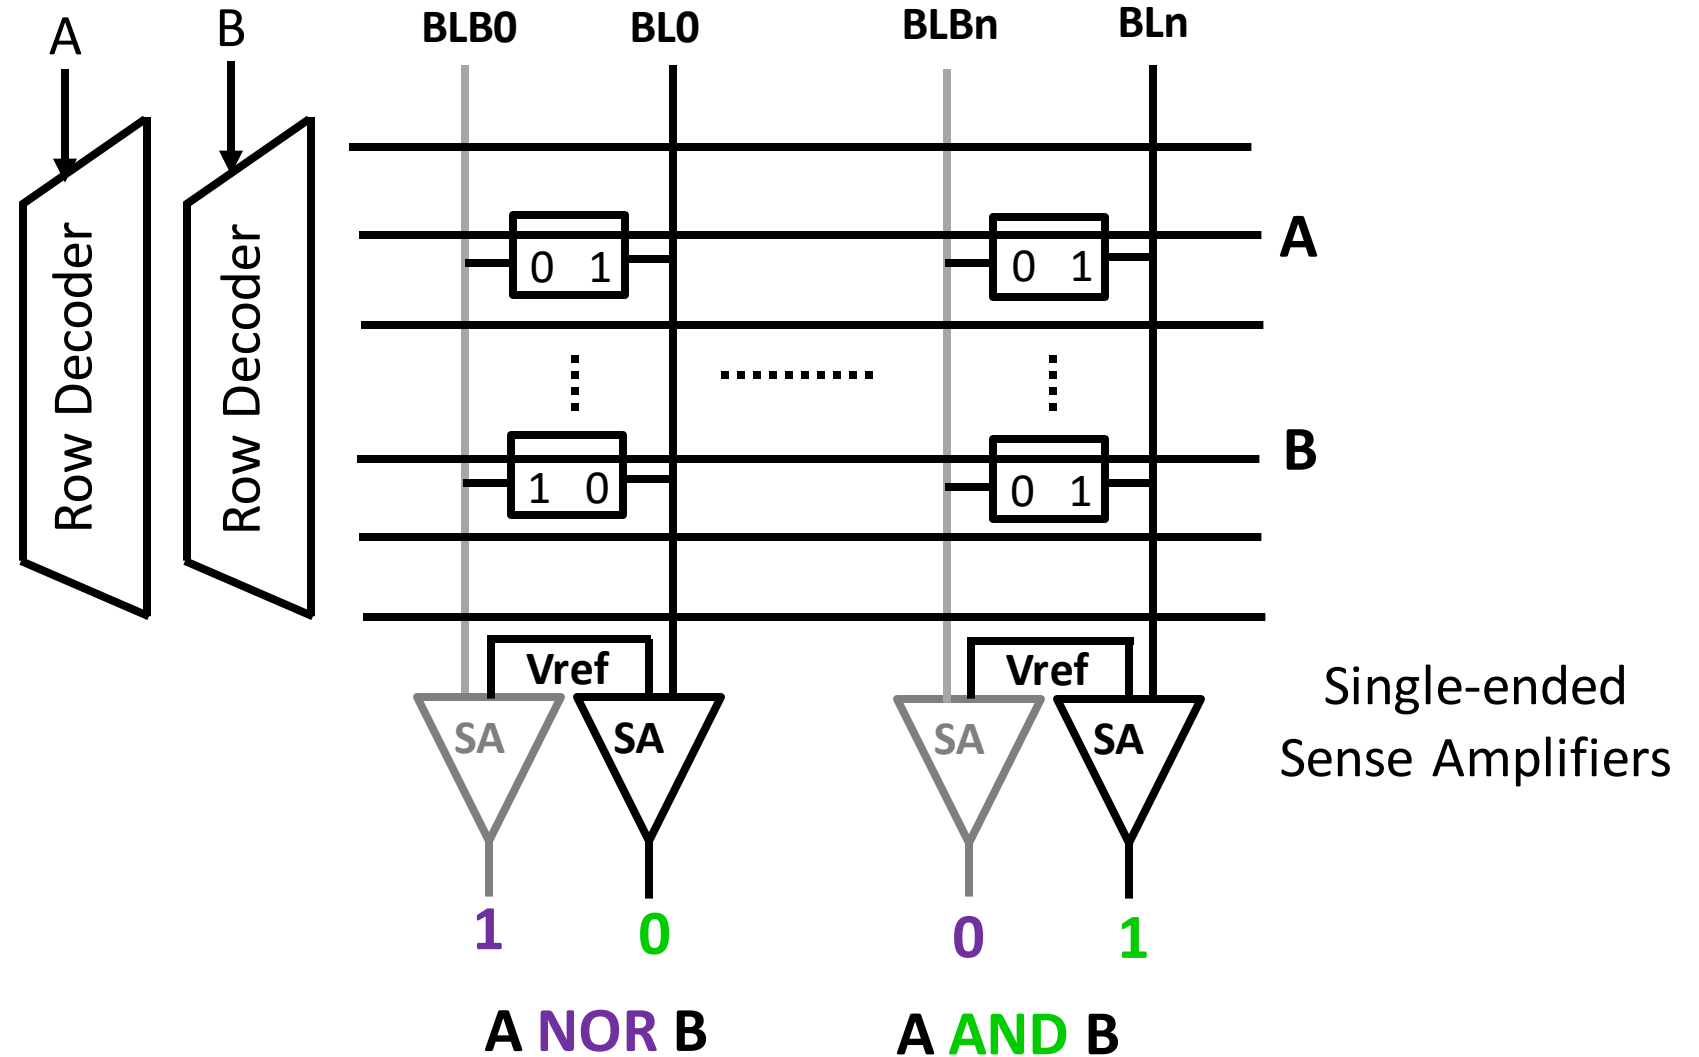 A B
BLB0 BL0 BLBn BLn
Row Decoder
Row Decoder
0 1
0 1
A
1 0
0 1
B
Vref
Vref
SA
SA
SA
SA
Single-ended
Sense Amplifiers
1 0 0 1
A NOR B
A AND B